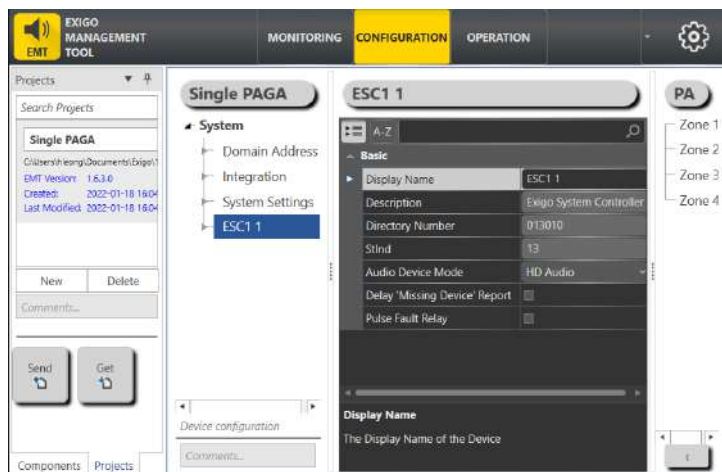 EXIGO
MANAGEMENT
TOOL
EMT
MONITORING
CONFIGURATION
OPERATION
Projects
Search Projects
Single PAGA
EMT Version: 1.6.3.0
Created: 2022-01-18 16:04
Last Modified: 2022-01-18 16:04
New
Delete
Comments...
Send
Get
Components
Projects
Single PAGA
System
Domain Address
Integration
System Settings
ESC1 1
Device configuration
Comments...
ESC1 1
A-Z
Basic
Display Name ESC1 1
Description Exigo System Controller
Directory Number 013010
StInd 13
Audio Device Mode HD Audio
Delay 'Missing Device' Report
Pulse Fault Relay
Display Name
The Display Name of the Device
PA
Zone 1
Zone 2
Zone 3
Zone 4